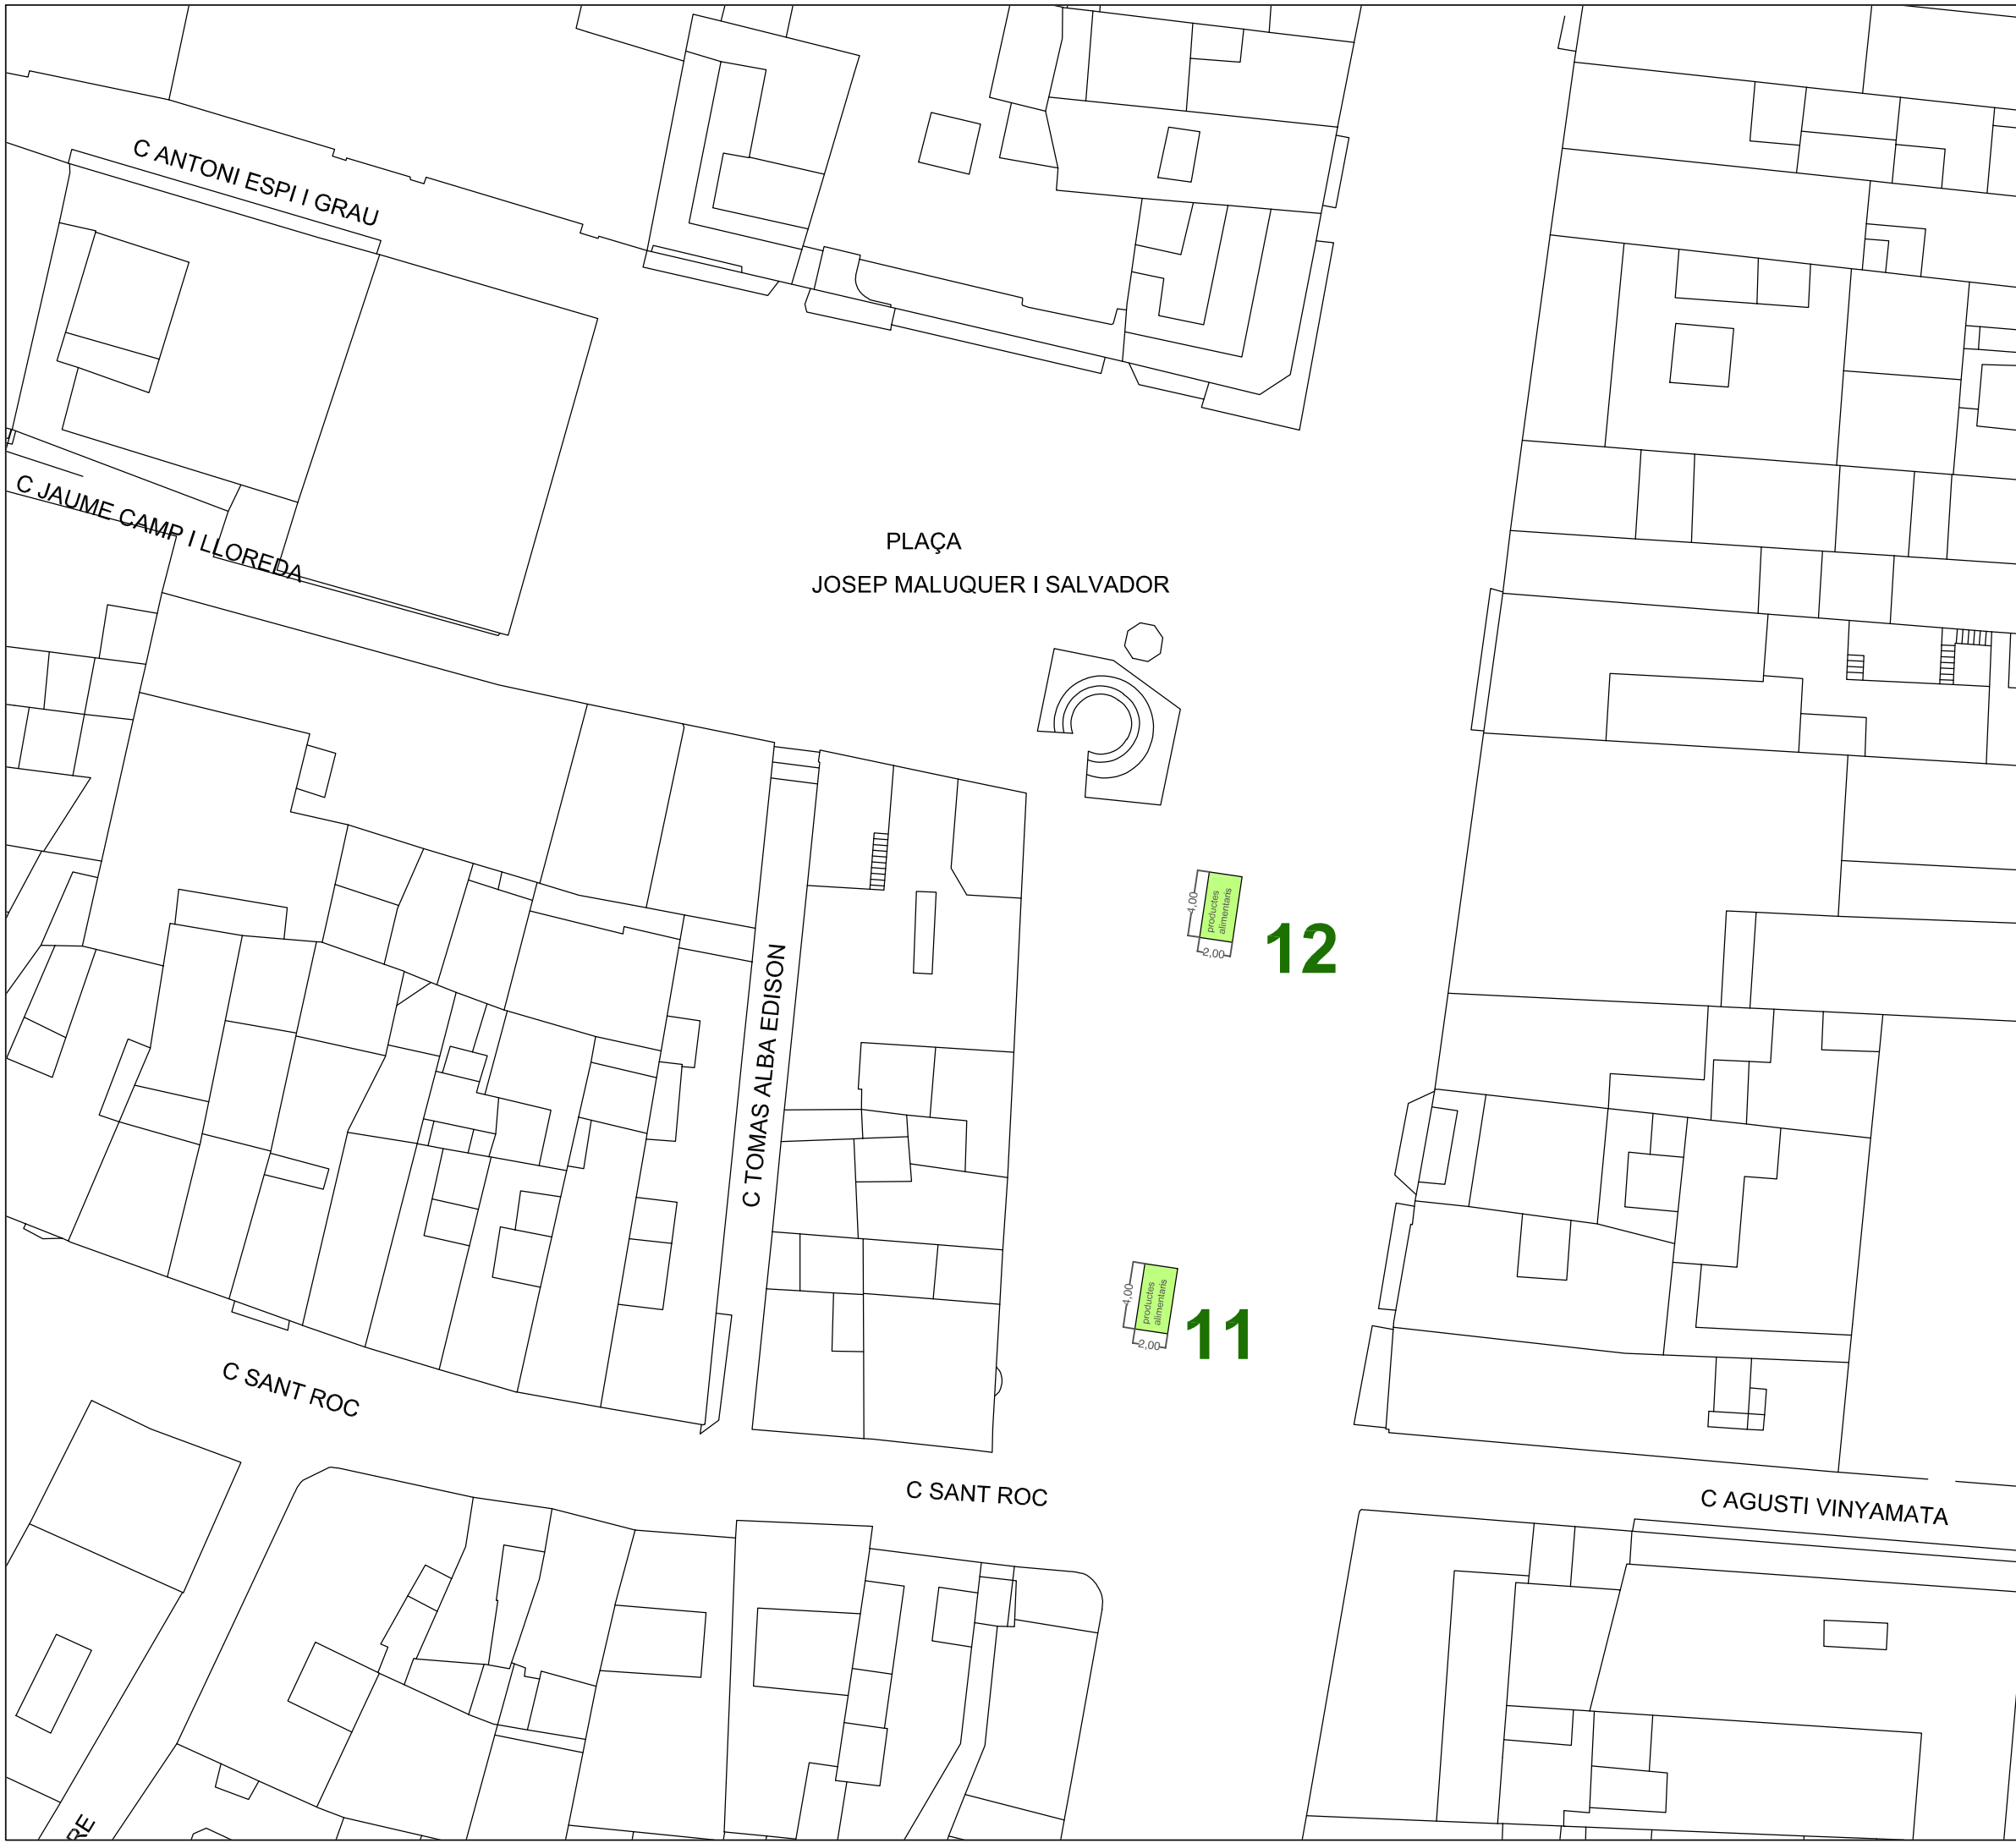 C ANTONI ESPI I GRAU
C JAUME CAMP I LLOREDA
PLAÇA
JOSEP MALUQUER I SALVADOR
4,00
productes
alimentaris
2,00
12
C TOMAS ALBA EDISON
4,00
productes
alimentaris
2,00
11
C SANT ROC
C SANT ROC
C AGUSTI VINYAMATA
RE